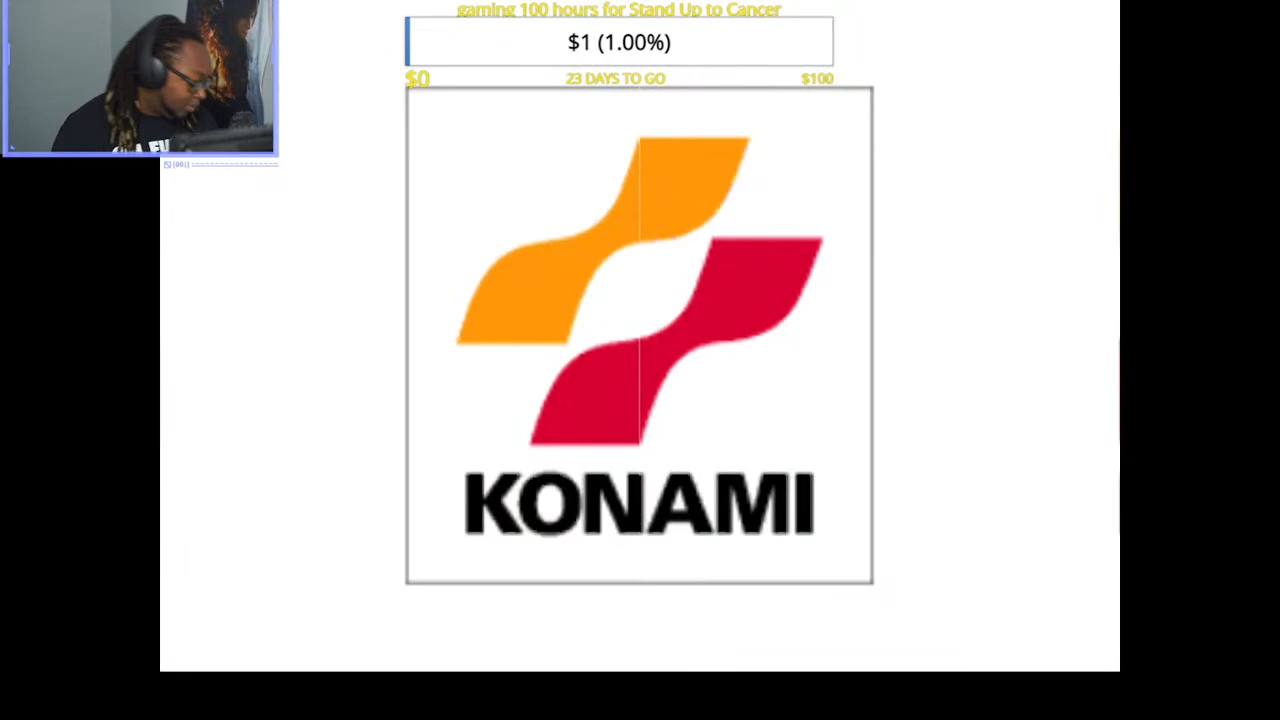 gaming 100 hours for Stand Up to Cancer
$1 (1.00%)
$0 23 DAYS TO GO $100
KONAMI